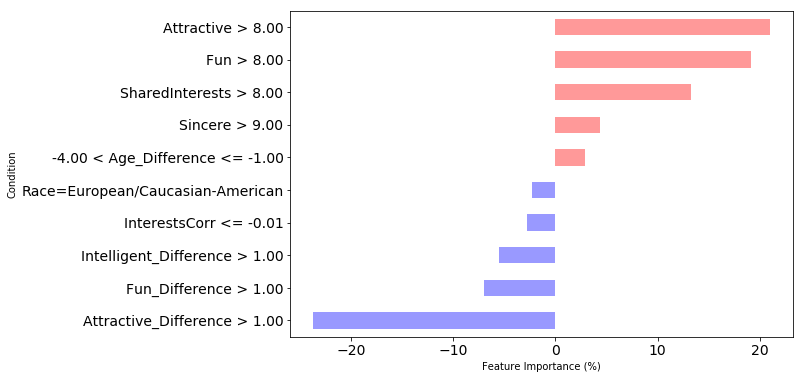 Attractive > 8.00
Fun > 8.00
SharedInterests > 8.00
Sincere > 9.00
-4.00 < Age_Difference <= -1.00
Race=European/Caucasian-American
InterestsCorr <= -0.01
Intelligent_Difference > 1.00
Fun_Difference > 1.00
Attractive_Difference > 1.00
Condition
−20 −10 0 10 20
Feature Importance (%)